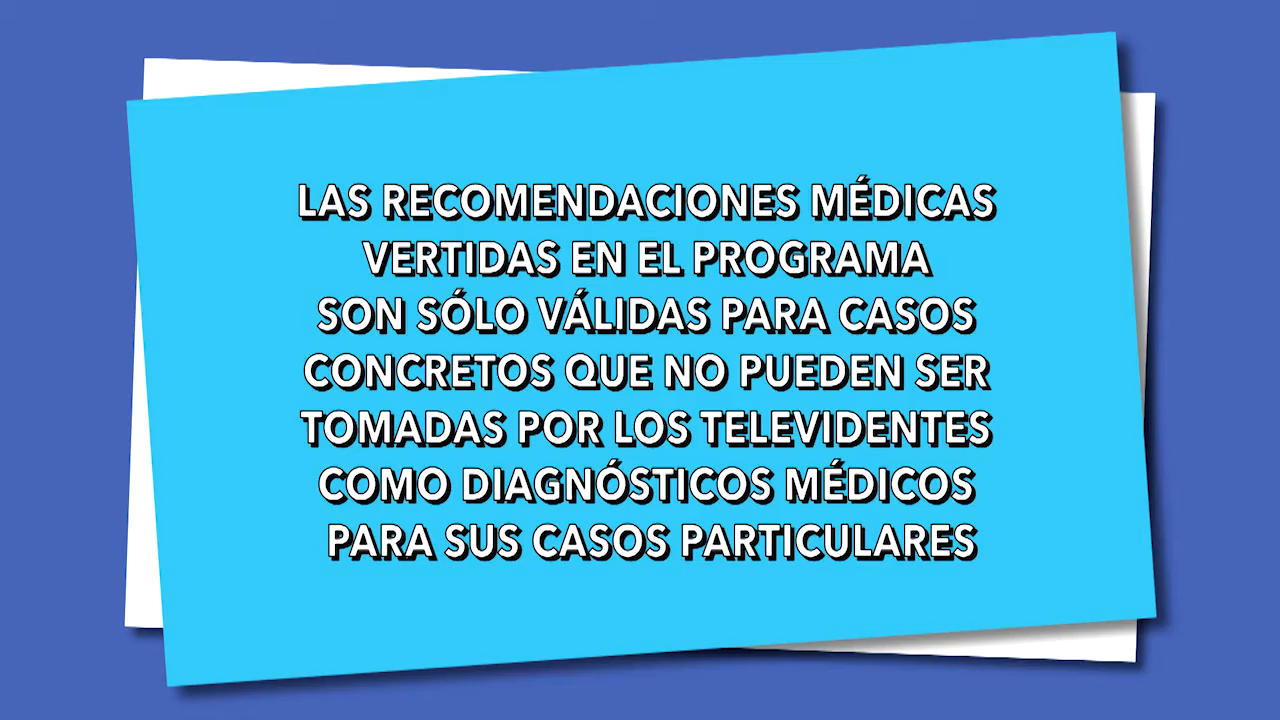 LAS RECOMENDACIONES MÉDICAS
VERTIDAS EN EL PROGRAMA
SON SÓLO VÁLIDAS PARA CASOS
CONCRETOS QUE NO PUEDEN SER
TOMADAS POR LOS TELEVIDENTES
COMO DIAGNÓSTICOS MÉDICOS
PARA SUS CASOS PARTICULARES